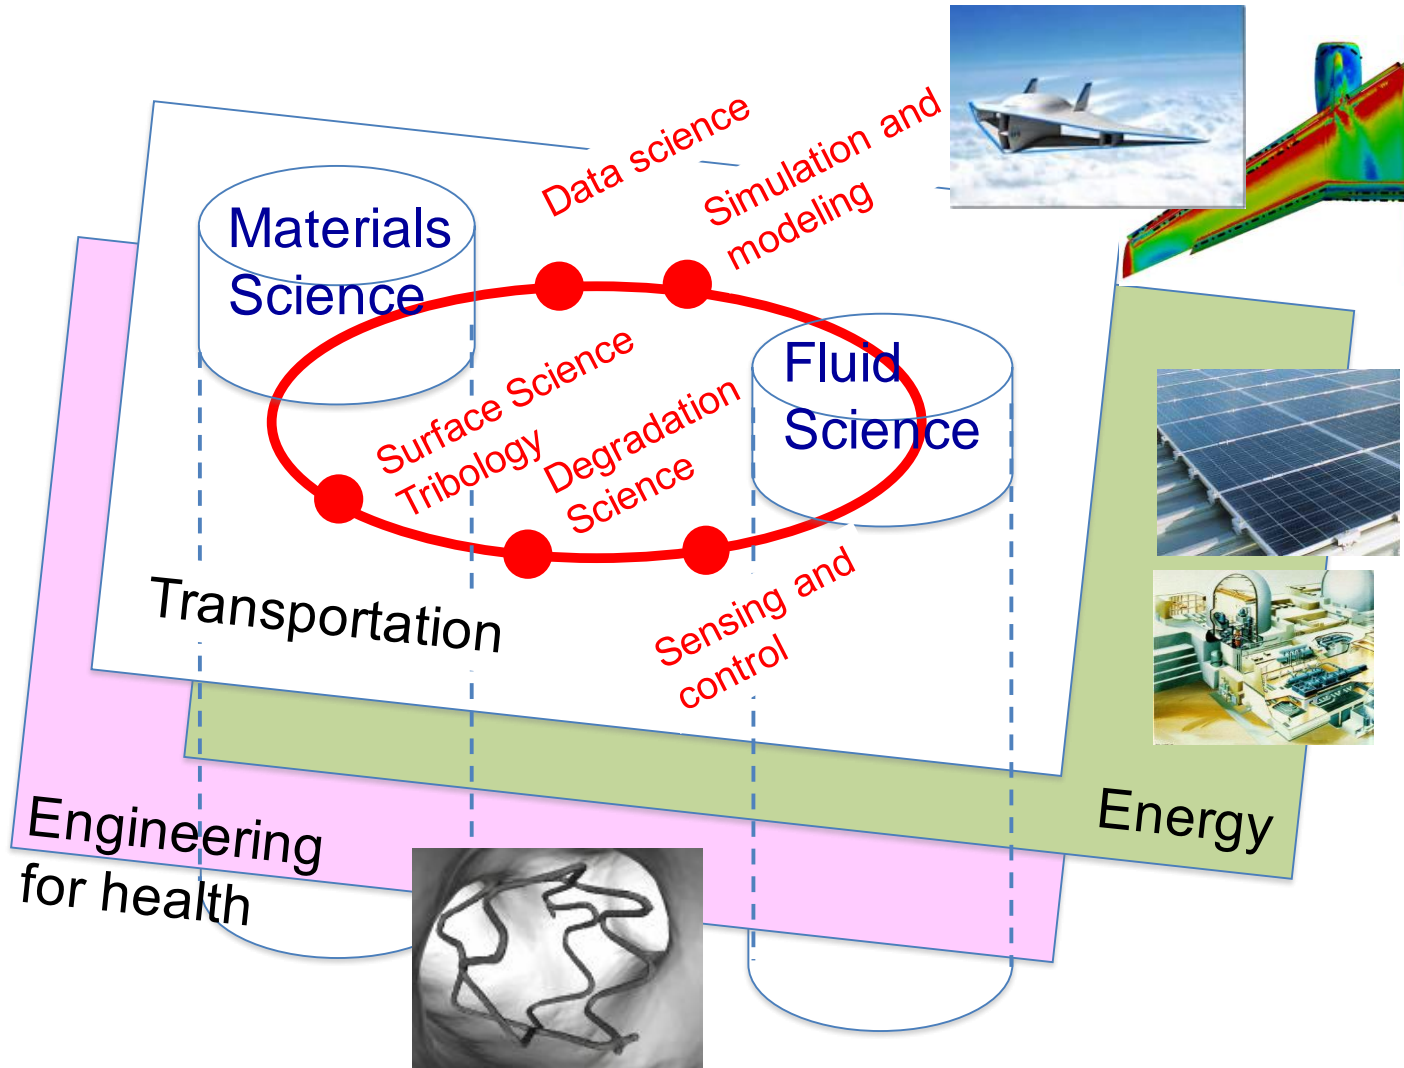 Data science
Simulation and
modeling
Materials
Science
Surface Science
Tribology
Degradation
Science
Fluid
Science
Sensing and
control
Transportation
Energy
Engineering
for health